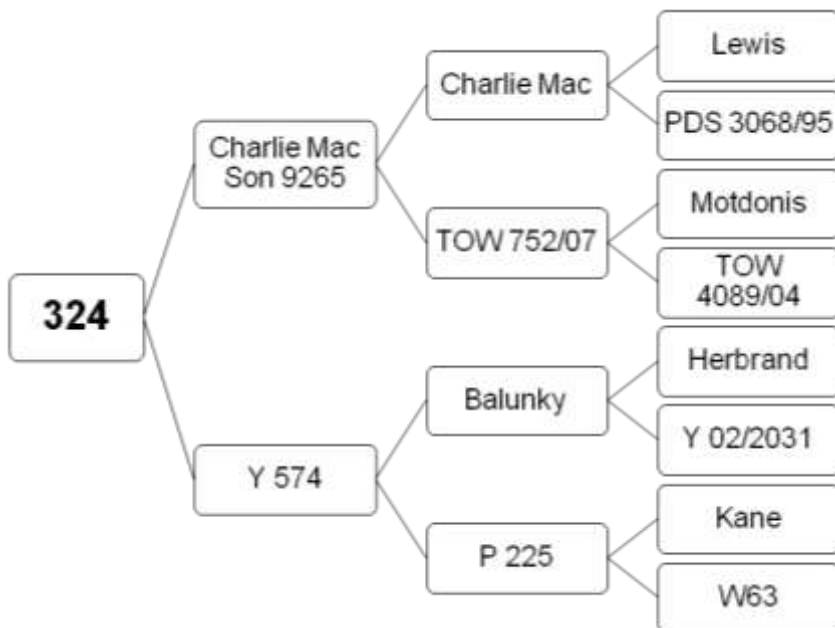 324
Charlie Mac
Son 9265
Y 574
Charlie Mac
TOW 752/07
Balunky
P 225
Lewis
PDS 3068/95
Motdonis
TOW
4089/04
Herbrand
Y 02/2031
Kane
W63